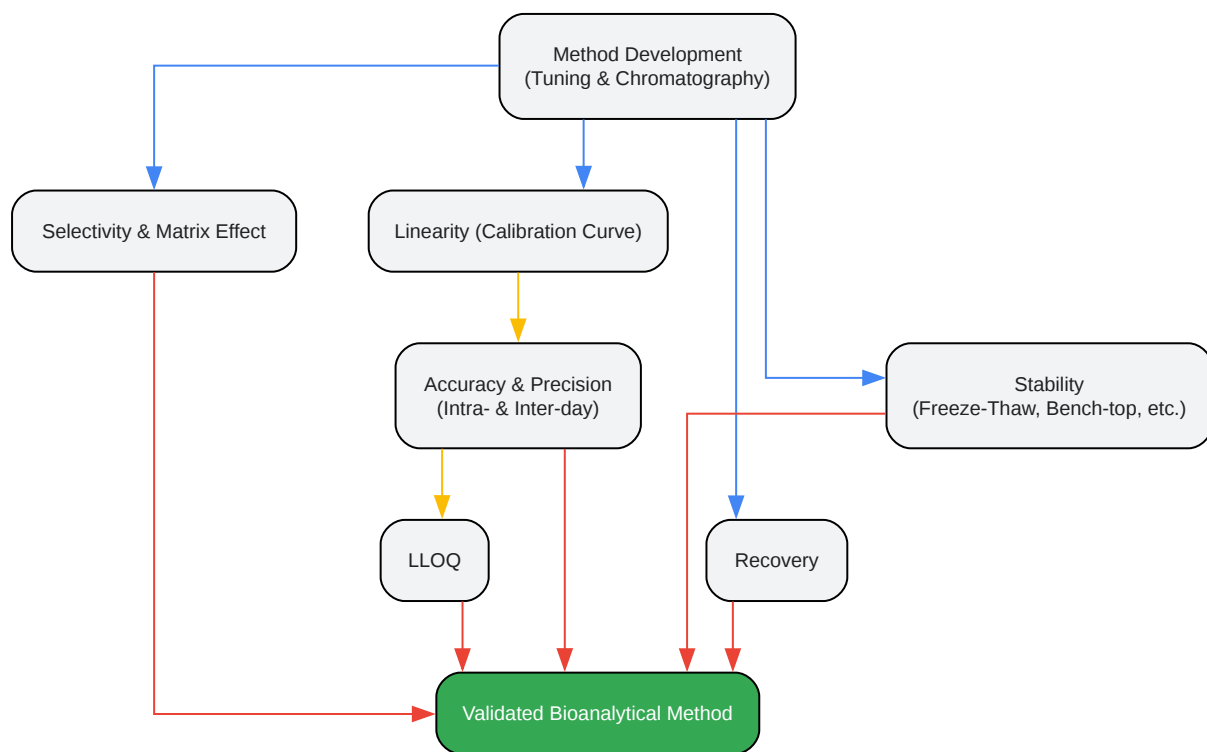 Method Development
(Tuning & Chromatography)
Selectivity & Matrix Effect
Linearity (Calibration Curve)
Accuracy & Precision
(Intra- & Inter-day)
Stability
(Freeze-Thaw, Bench-top, etc.)
LLOQ
Recovery
Validated Bioanalytical Method